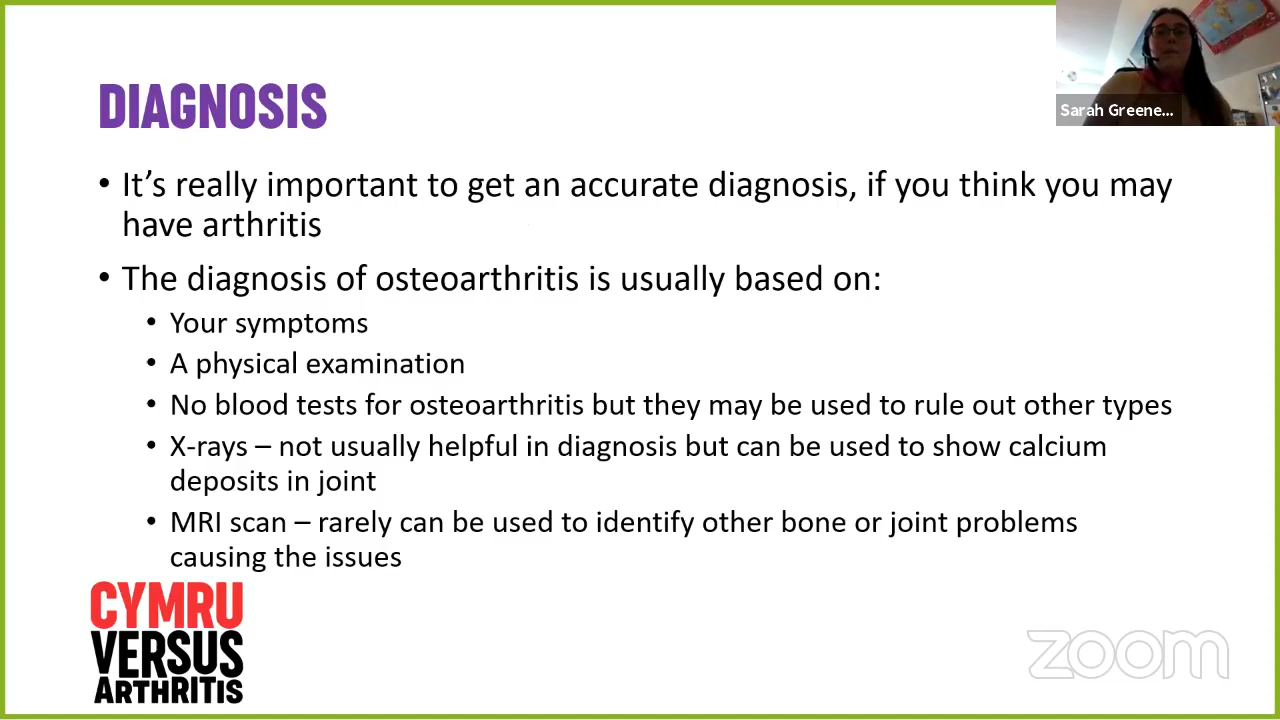 Sarah Greene...
DIAGNOSIS
• It’s really important to get an accurate diagnosis, if you think you may
have arthritis
• The diagnosis of osteoarthritis is usually based on:
• Your symptoms
• A physical examination
• No blood tests for osteoarthritis but they may be used to rule out other types
• X-rays – not usually helpful in diagnosis but can be used to show calcium
deposits in joint
• MRI scan – rarely can be used to identify other bone or joint problems
causing the issues
CYMRU
VERSUS
ARTHRITIS
zoom